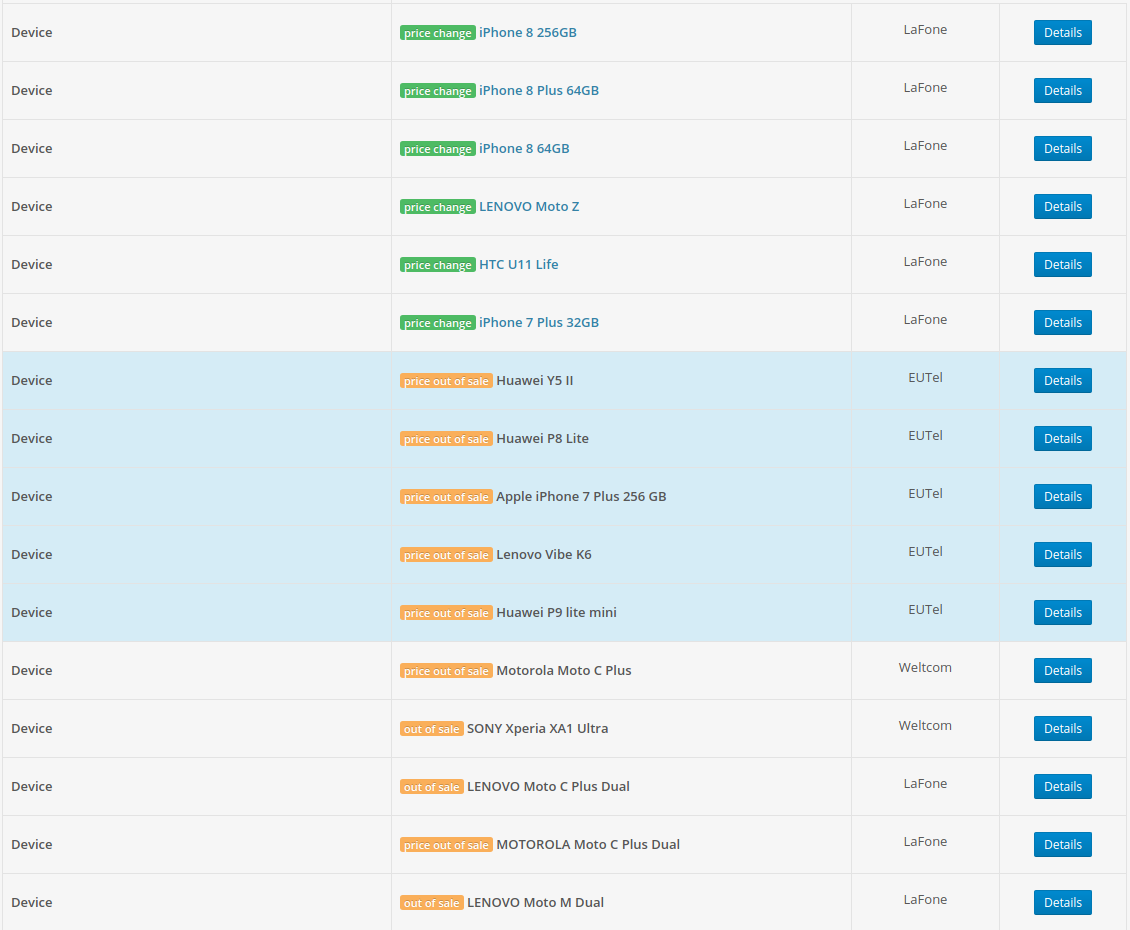 Device price change iPhone 8 256GB LaFone Details
Device price change iPhone 8 Plus 64GB LaFone Details
Device price change iPhone 8 64GB LaFone Details
Device price change LENOVO Moto Z LaFone Details
Device price change HTC U11 Life LaFone Details
Device price change iPhone 7 Plus 32GB LaFone Details
Device price out of sale Huawei Y5 II EUTel Details
Device price out of sale Huawei P8 Lite EUTel Details
Device price out of sale Apple iPhone 7 Plus 256 GB EUTel Details
Device price out of sale Lenovo Vibe K6 EUTel Details
Device price out of sale Huawei P9 lite mini EUTel Details
Device price out of sale Motorola Moto C Plus Weltcom Details
Device out of sale SONY Xperia XA1 Ultra Weltcom Details
Device out of sale LENOVO Moto C Plus Dual LaFone Details
Device price out of sale MOTOROLA Moto C Plus Dual LaFone Details
Device out of sale LENOVO Moto M Dual LaFone Details